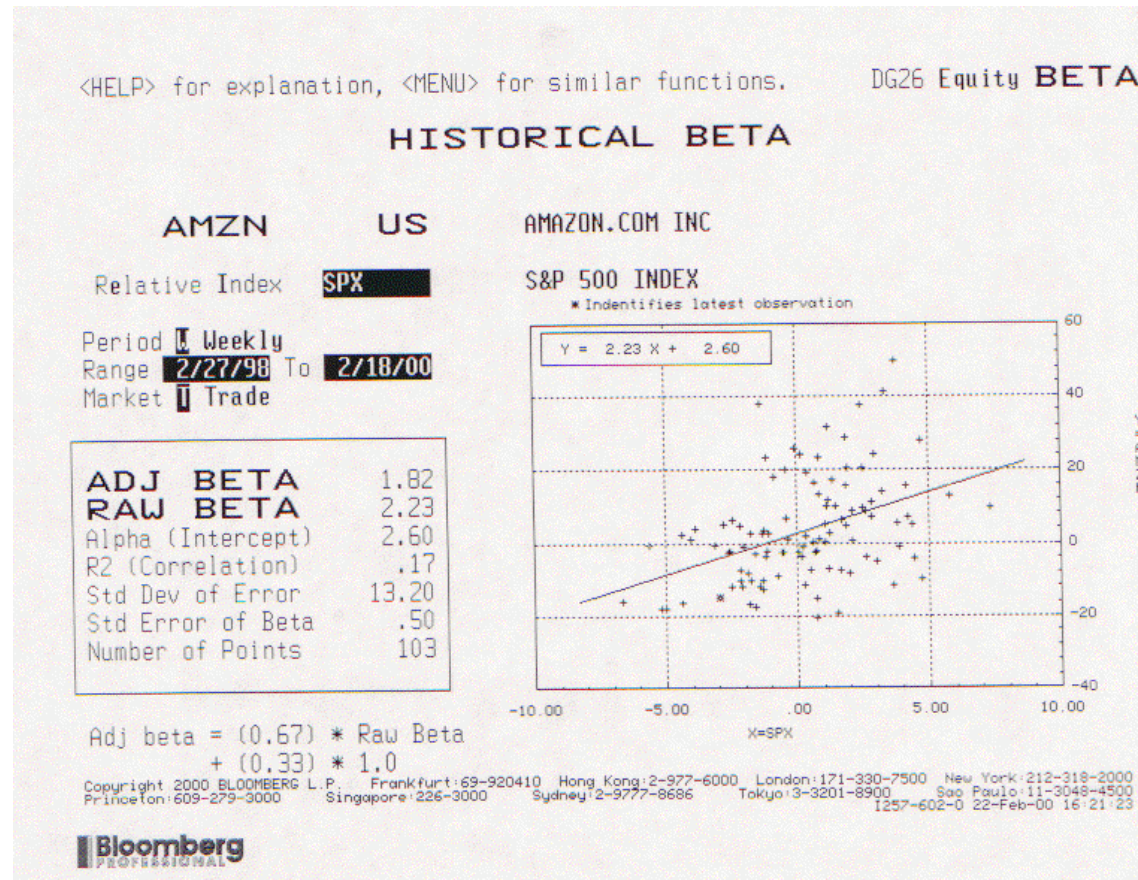 <HELP> for explanation, <MENU> for similar functions. DG26 Equity BETA
HISTORICAL BETA
AMZN US AMAZON.COM INC
Relative Index SPX S&P 500 INDEX
* Indentifies latest observation
Period W Weekly
Range 2/27/98 To 2/18/00
Market T Trade
ADJ BETA 1.82
RAW BETA 2.23
Alpha (Intercept) 2.60
R2 (Correlation) .17
Std Dev of Error 13.20
Std Error of Beta .50
Number of Points 103
Adj beta = (0.67) * Raw Beta
+ (0.33) * 1.0
Y = 2.23 X + 2.60
60
40
20
0
-20
-40
-10.00 -5.00 .00 5.00 10.00
X=SPX
Copyright 2000 BLOOMBERG L.P. Frankfurt:69-920410 Hong Kong:2-977-6000 London:171-330-7500 New York:212-318-2000
Princeton:609-279-3000 Singapore:226-3000 Sydney:2-9777-8686 Tokyo:3-3201-8900 Sao Paulo:11-3048-4500
I257-602-0 22-Feb-00 16:21:23
Bloomberg
PROFESSIONAL